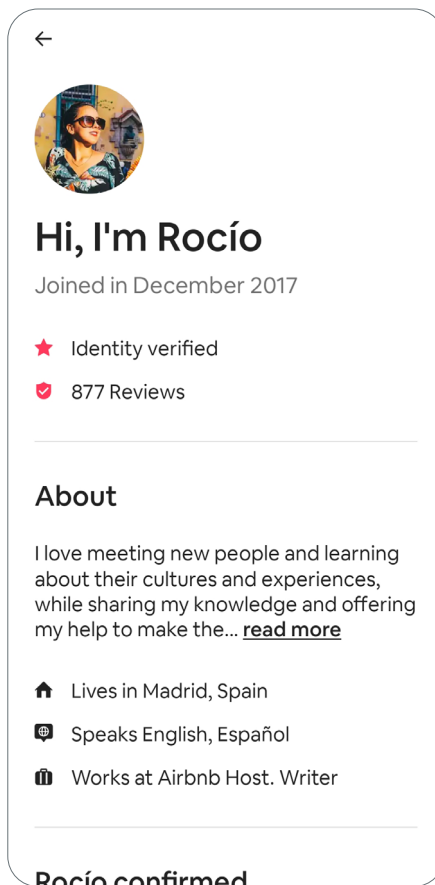 Hi, I'm Rocío
Joined in December 2017
Identity verified
877 Reviews
About
I love meeting new people and learning
about their cultures and experiences,
while sharing my knowledge and offering
my help to make the... read more
Lives in Madrid, Spain
Speaks English, Español
Works at Airbnb Host. Writer
Rocío confirmed